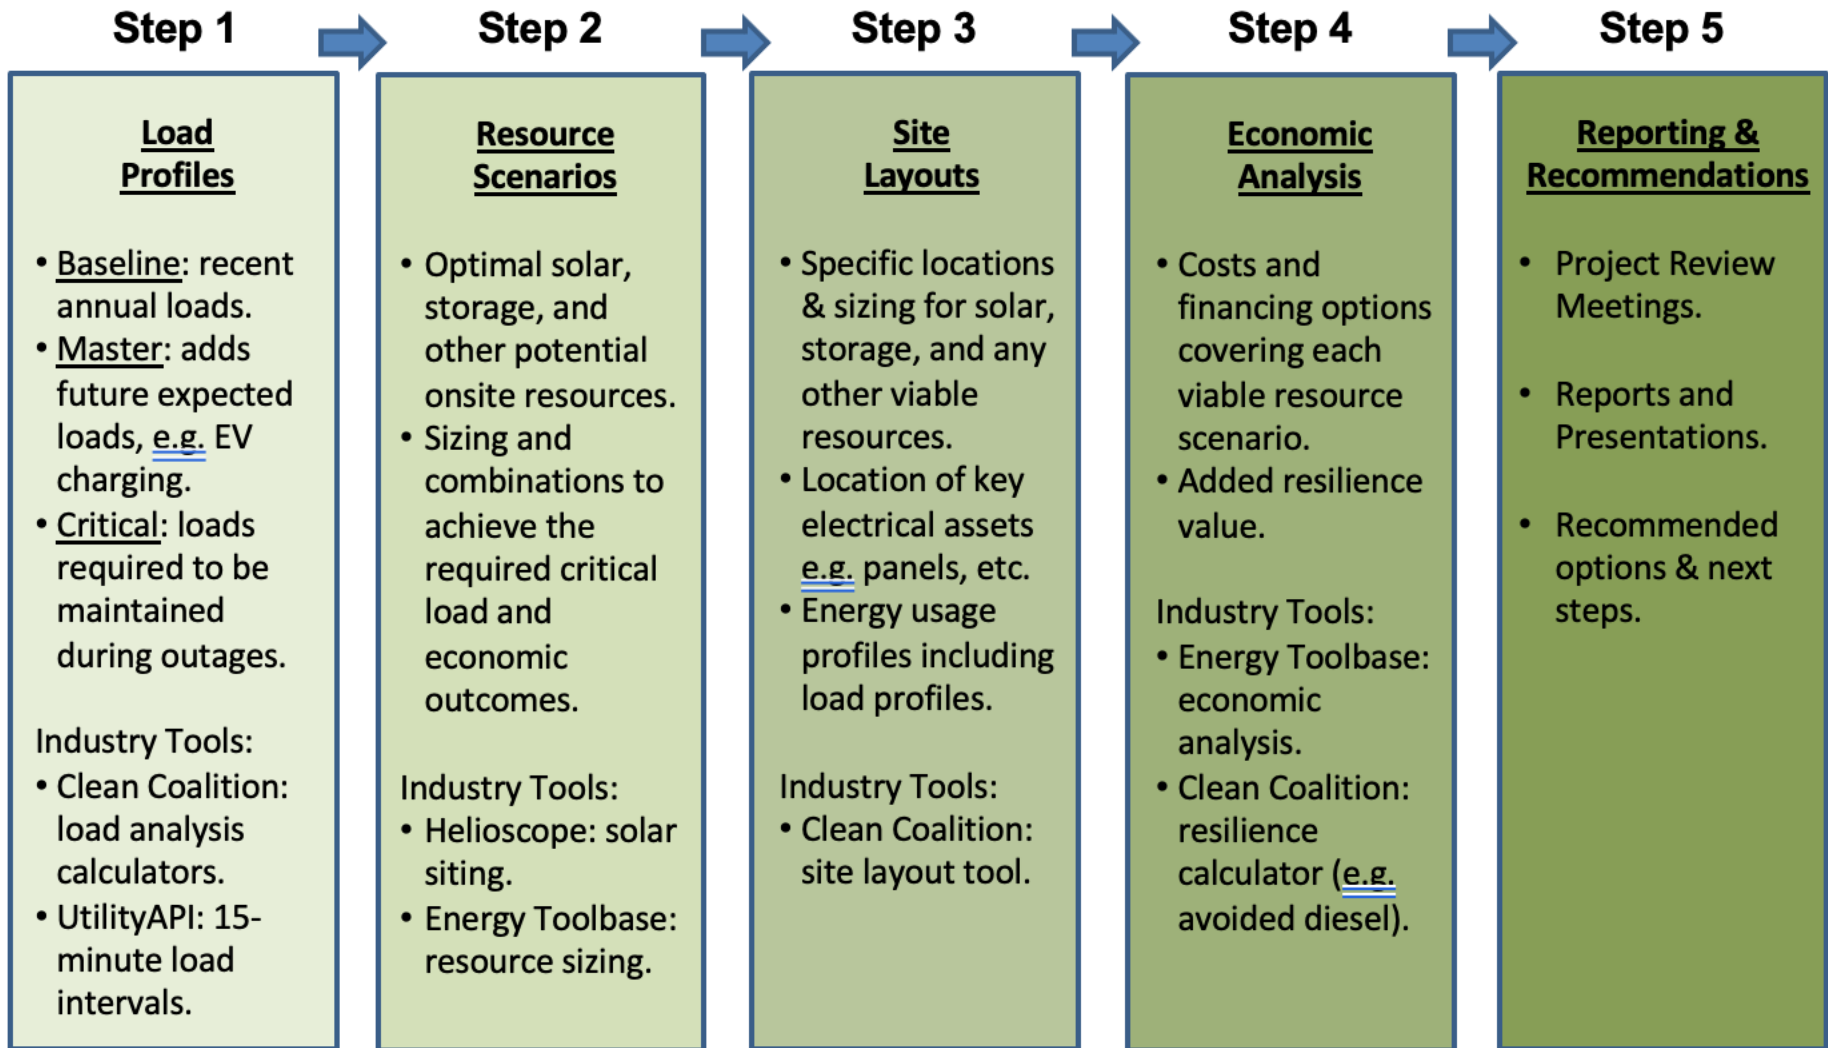 Step 1
Load
Profiles
• Baseline: recent
annual loads.
• Master: adds
future expected
loads, e.g. EV
charging.
• Critical: loads
required to be
maintained
during outages.
Industry Tools:
• Clean Coalition:
load analysis
calculators.
• UtilityAPI: 15-
minute load
intervals.
Step 2
Resource
Scenarios
• Optimal solar,
storage, and
other potential
onsite resources.
• Sizing and
combinations to
achieve the
required critical
load and
economic
outcomes.
Industry Tools:
• Helioscope: solar
siting.
• Energy Toolbase:
resource sizing.
Step 3
Site
Layouts
• Specific locations
& sizing for solar,
storage, and any
other viable
resources.
• Location of key
electrical assets
e.g. panels, etc.
• Energy usage
profiles including
load profiles.
Industry Tools:
• Clean Coalition:
site layout tool.
Step 4
Economic
Analysis
• Costs and
financing options
covering each
viable resource
scenario.
• Added resilience
value.
Industry Tools:
• Energy Toolbase:
economic
analysis.
• Clean Coalition:
resilience
calculator (e.g.
avoided diesel).
Step 5
Reporting &
Recommendations
• Project Review
Meetings.
• Reports and
Presentations.
• Recommended
options & next
steps.